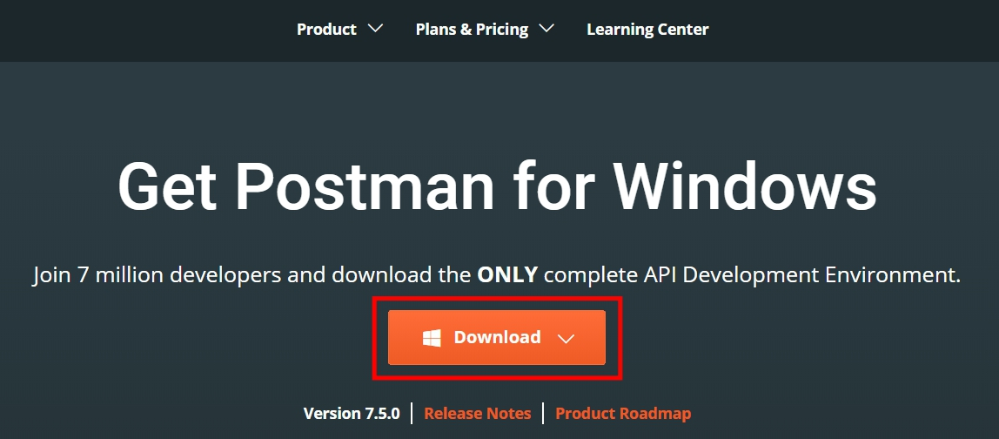 Product Plans & Pricing Learning Center
Get Postman for Windows
Join 7 million developers and download the ONLY complete API Development Environment.
Download
Version 7.5.0 Release Notes Product Roadmap